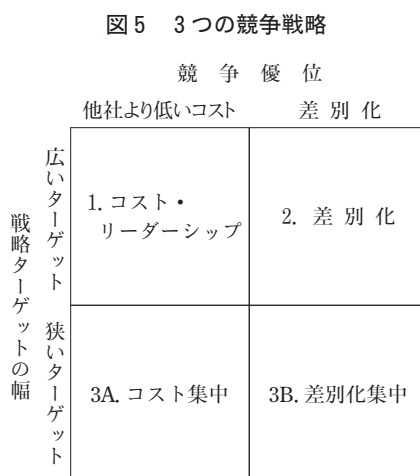 図5 3つの競争戦略
競争優位
他社より低いコスト 差別化
戦略ターゲットの幅
広いターゲット
1. コスト・
リーダーシップ
2. 差別化
狭いターゲット
3A. コスト集中
3B. 差別化集中